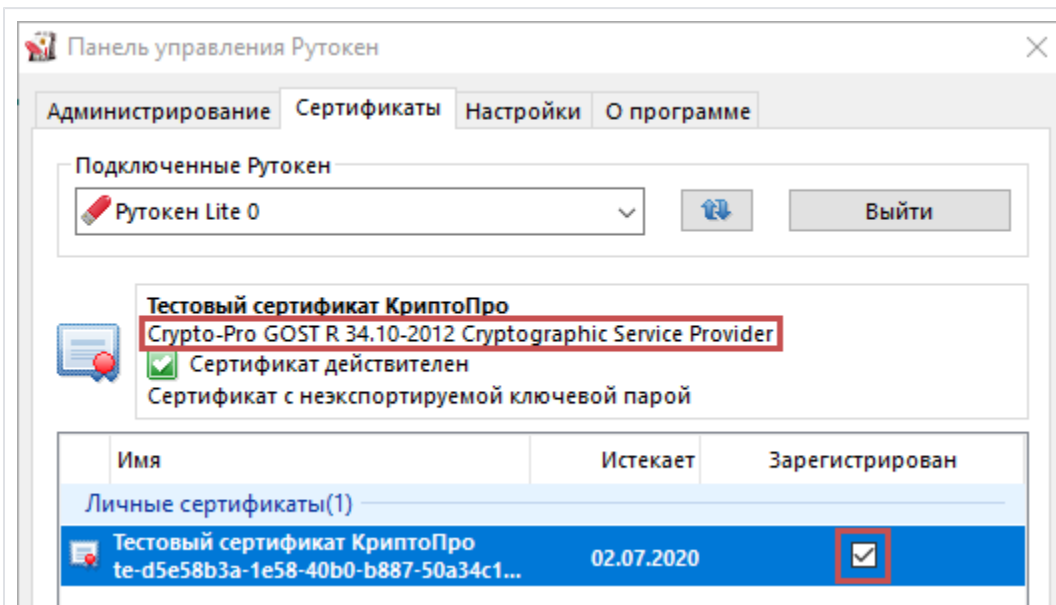 Панель управления Рутокен
Администрирование Сертификаты Настройки О программе
Подключенные Рутокен
Рутокен Lite 0 Выйти
Тестовый сертификат КриптоПро
Crypto-Pro GOST R 34.10-2012 Cryptographic Service Provider
Сертификат действителен
Сертификат с неэкспортируемой ключевой парой
Имя Истекает Зарегистрирован
Личные сертификаты(1)
Тестовый сертификат КриптоПро
te-d5e58b3a-1e58-40b0-b887-50a34c1... 02.07.2020